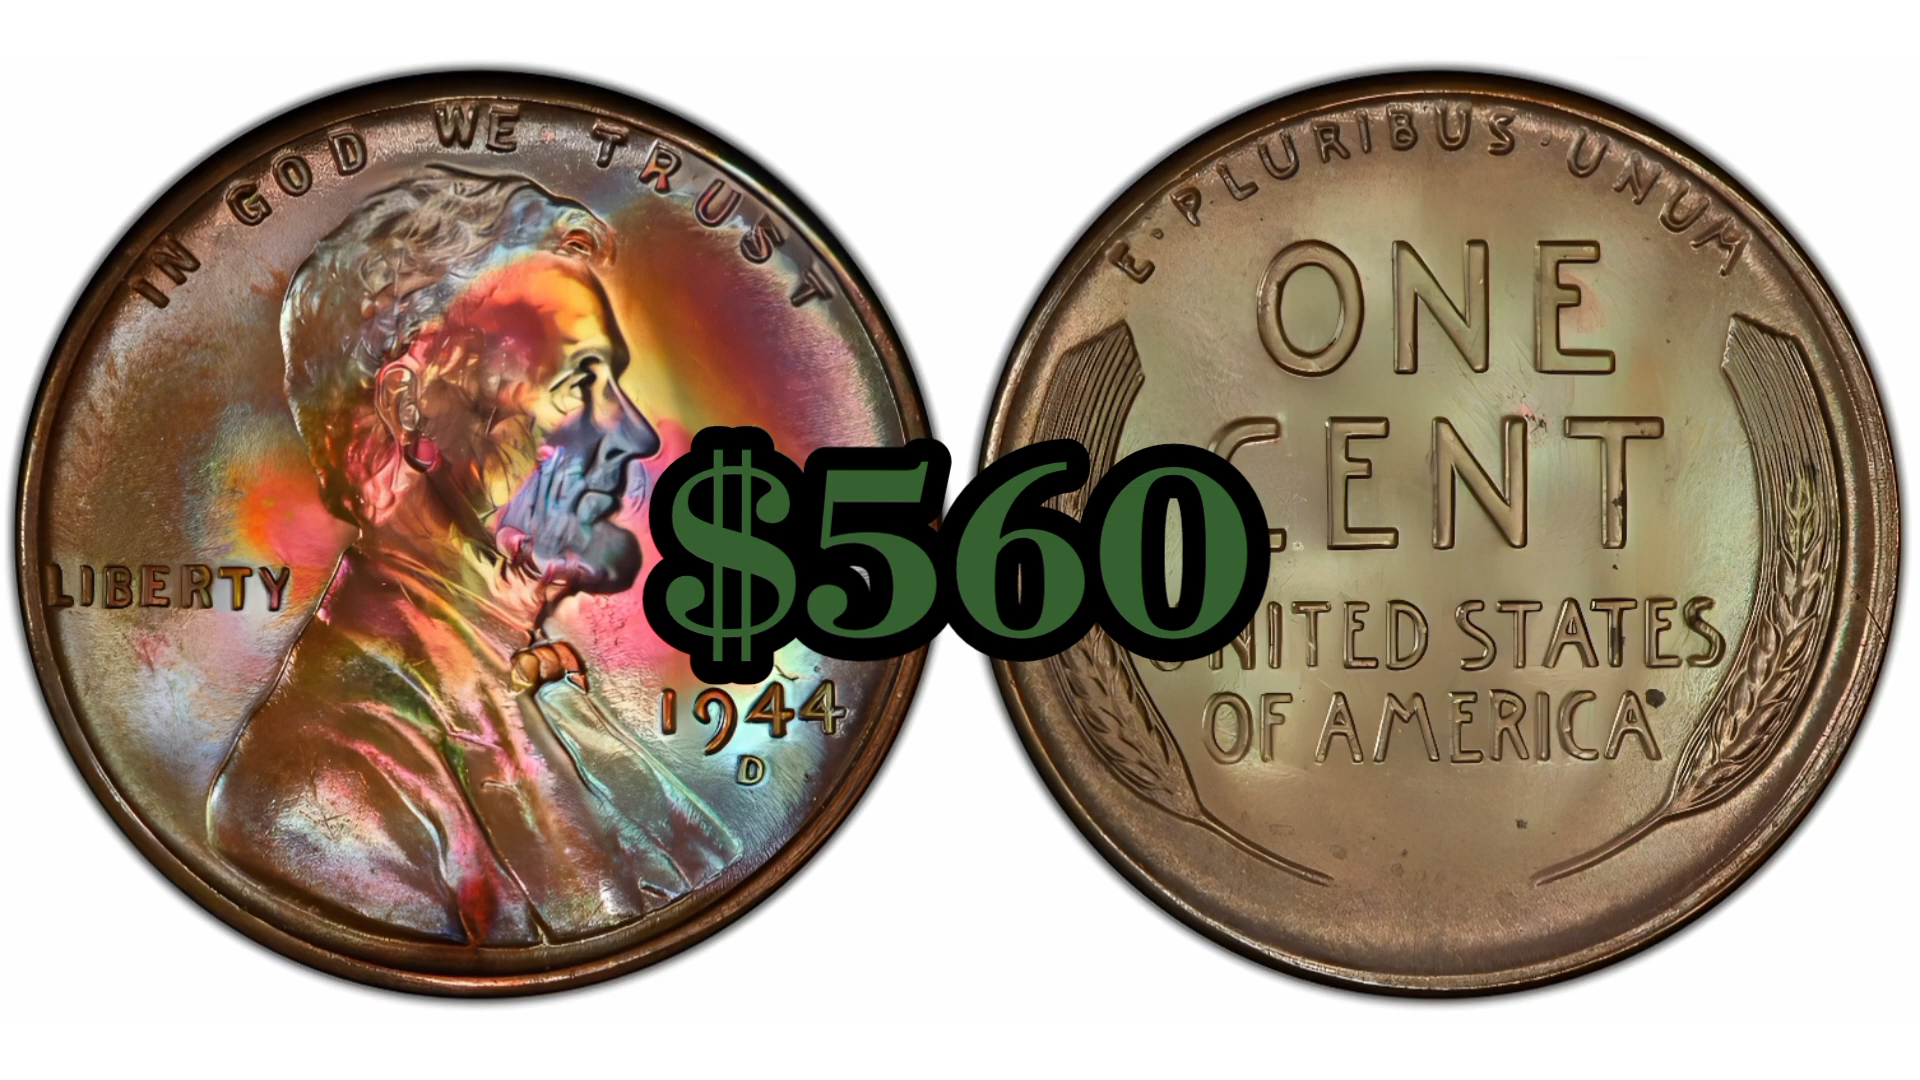 IN GOD WE TRUST
LIBERTY
1944
D
$560
E·PLURIBUS·UNUM
ONE
CENT
UNITED STATES
OF AMERICA